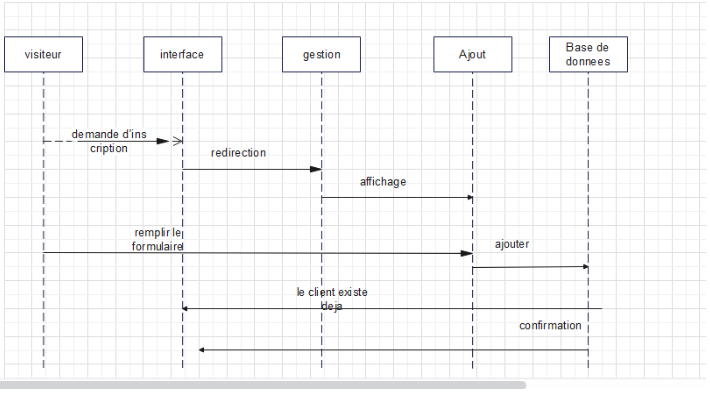 visiteur
interface
gestion
Ajout
Base de
donnees
demande d'ins
cription
redirection
affichage
remplir le
formulaire
ajouter
le client existe
deja
confirmation